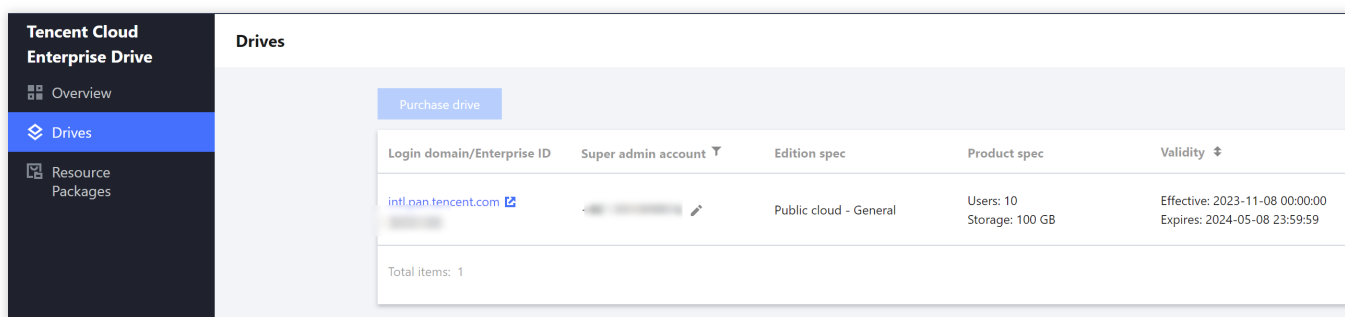 Tencent Cloud
Enterprise Drive
Overview
Drives
Resource
Packages
Drives
Purchase drive
Login domain/Enterprise ID Super admin account Edition spec Product spec Validity
intl.pan.tencent.com Public cloud - General Users: 10 Effective: 2023-11-08 00:00:00
Storage: 100 GB Expires: 2024-05-08 23:59:59
Total items: 1